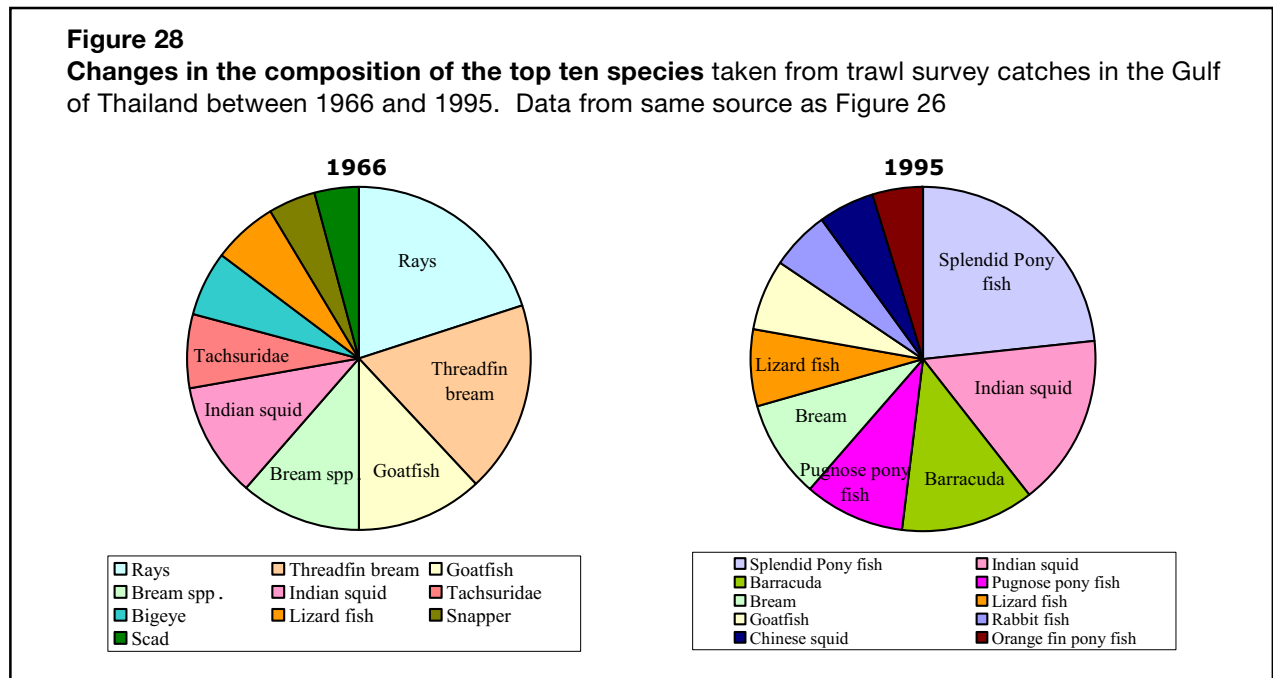 Figure 28
Changes in the composition of the top ten species taken from trawl survey catches in the Gulf
of Thailand between 1966 and 1995. Data from same source as Figure 26
1966
Rays
Threadfin
bream
Goatfish
Bream spp.
Indian squid
Tachsuridae
Rays
Threadfin bream
Goatfish
Bream spp.
Indian squid
Tachsuridae
Bigeye
Lizard fish
Snapper
Scad
1995
Splendid Pony
fish
Indian squid
Barracuda
Pugnose pony
fish
Bream
Lizard fish
Splendid Pony fish
Indian squid
Barracuda
Pugnose pony fish
Bream
Lizard fish
Goatfish
Rabbit fish
Chinese squid
Orange fin pony fish